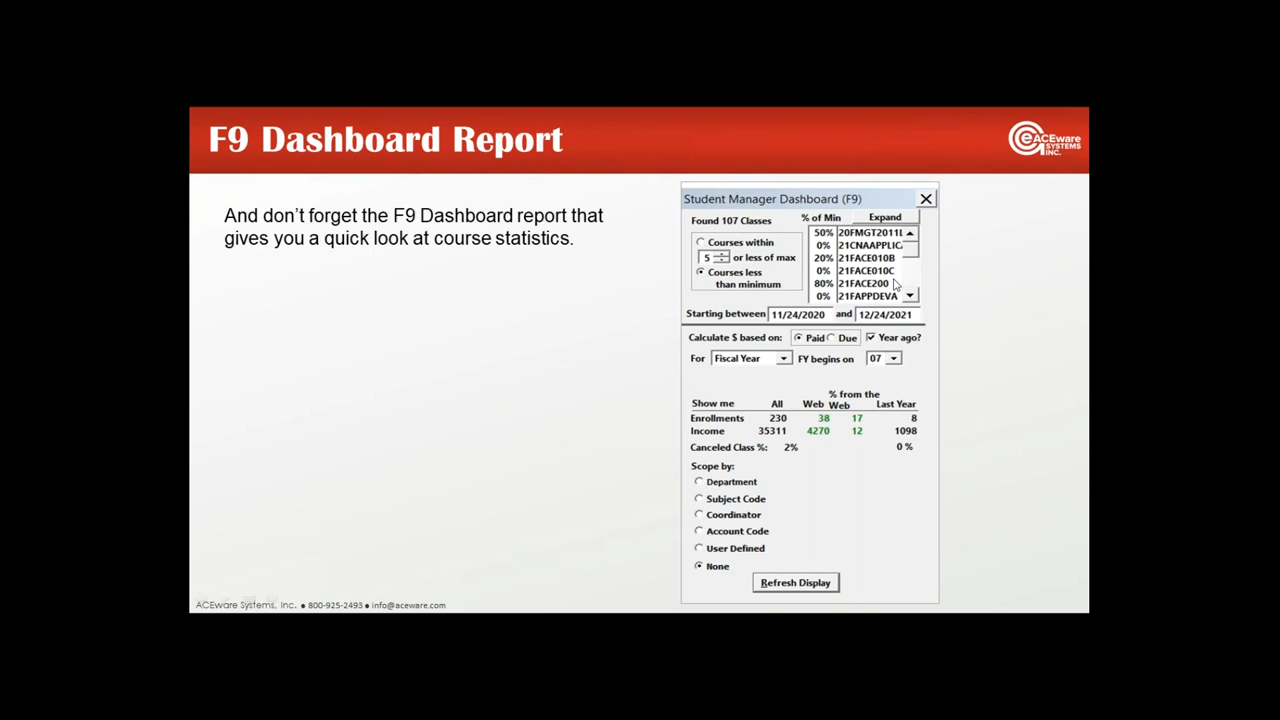 F9 Dashboard Report
ACEware
SYSTEMS
INC.
And don't forget the F9 Dashboard report that
gives you a quick look at course statistics.
Student Manager Dashboard (F9)
Found 107 Classes
% of Min
Expand
Courses within
5 or less of max
Courses less
than minimum
50% 20FMGT2011L
0% 21CNAAPPLIC
20% 21FACE010B
0% 21FACE010C
80% 21FACE200
0% 21FAPPDEVA
Starting between 11/24/2020 and 12/24/2021
Calculate $ based on: Paid Due Year ago?
For Fiscal Year FY begins on 07
Show me All Web % from the Web Last Year
Enrollments 230 38 17 8
Income 35311 4270 12 1098
Canceled Class %: 2% 0 %
Scope by:
Department
Subject Code
Coordinator
Account Code
User Defined
None
Refresh Display
ACEware Systems, Inc. ● 800-925-2493 ● info@aceware.com